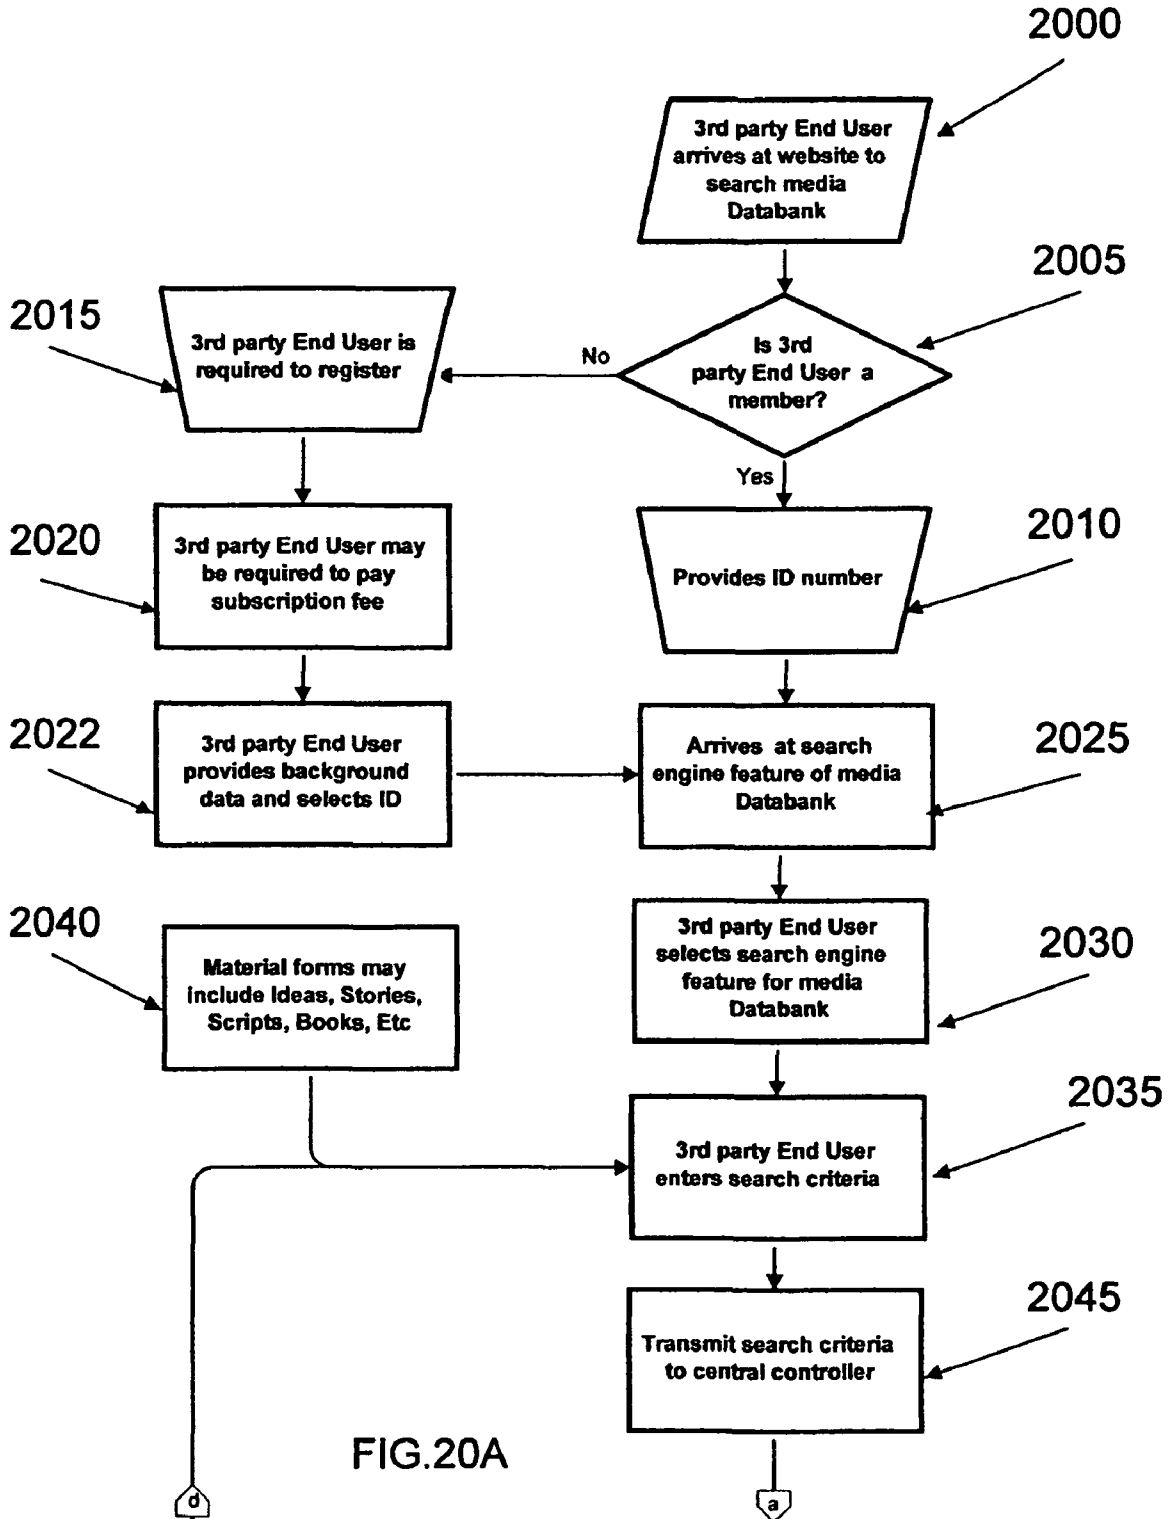 2000
3rd party End User
arrives at website to
search media
Databank
2005
Is 3rd
party End User a
member?
No
Yes
2015
3rd party End User is
required to register
2010
Provides ID number
2020
3rd party End User may
be required to pay
subscription fee
2022
3rd party End User
provides background
data and selects ID
2025
Arrives at search
engine feature of media
Databank
2030
3rd party End User
selects search engine
feature for media
Databank
2040
Material forms may
include Ideas, Stories,
Scripts, Books, Etc
2035
3rd party End User
enters search criteria
2045
Transmit search criteria
to central controller
FIG.20A
d
a